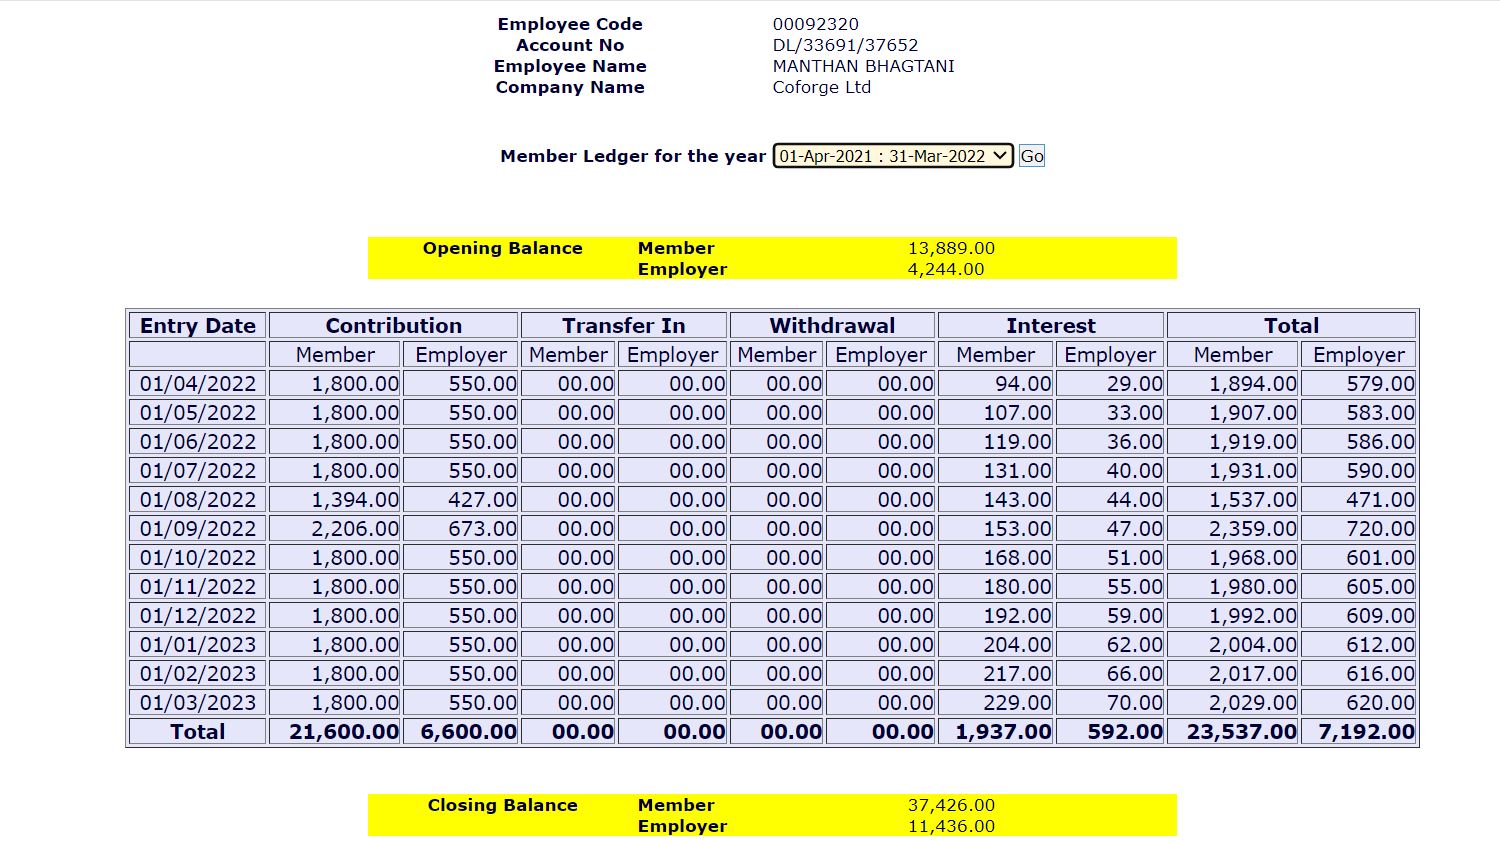 Employee Code 00092320
Account No DL/33691/37652
Employee Name MANTHAN BHAGTANI
Company Name Coforge Ltd
Member Ledger for the year 01-Apr-2021 : 31-Mar-2022 Go
Opening Balance Member 13,889.00
Employer 4,244.00
Entry Date Contribution Transfer In Withdrawal Interest Total
Member Employer Member Employer Member Employer Member Employer Member Employer
01/04/2022 1,800.00 550.00 00.00 00.00 00.00 00.00 94.00 29.00 1,894.00 579.00
01/05/2022 1,800.00 550.00 00.00 00.00 00.00 00.00 107.00 33.00 1,907.00 583.00
01/06/2022 1,800.00 550.00 00.00 00.00 00.00 00.00 119.00 36.00 1,919.00 586.00
01/07/2022 1,800.00 550.00 00.00 00.00 00.00 00.00 131.00 40.00 1,931.00 590.00
01/08/2022 1,394.00 427.00 00.00 00.00 00.00 00.00 143.00 44.00 1,537.00 471.00
01/09/2022 2,206.00 673.00 00.00 00.00 00.00 00.00 153.00 47.00 2,359.00 720.00
01/10/2022 1,800.00 550.00 00.00 00.00 00.00 00.00 168.00 51.00 1,968.00 601.00
01/11/2022 1,800.00 550.00 00.00 00.00 00.00 00.00 180.00 55.00 1,980.00 605.00
01/12/2022 1,800.00 550.00 00.00 00.00 00.00 00.00 192.00 59.00 1,992.00 609.00
01/01/2023 1,800.00 550.00 00.00 00.00 00.00 00.00 204.00 62.00 2,004.00 612.00
01/02/2023 1,800.00 550.00 00.00 00.00 00.00 00.00 217.00 66.00 2,017.00 616.00
01/03/2023 1,800.00 550.00 00.00 00.00 00.00 00.00 229.00 70.00 2,029.00 620.00
Total 21,600.00 6,600.00 00.00 00.00 00.00 00.00 1,937.00 592.00 23,537.00 7,192.00
Closing Balance Member 37,426.00
Employer 11,436.00